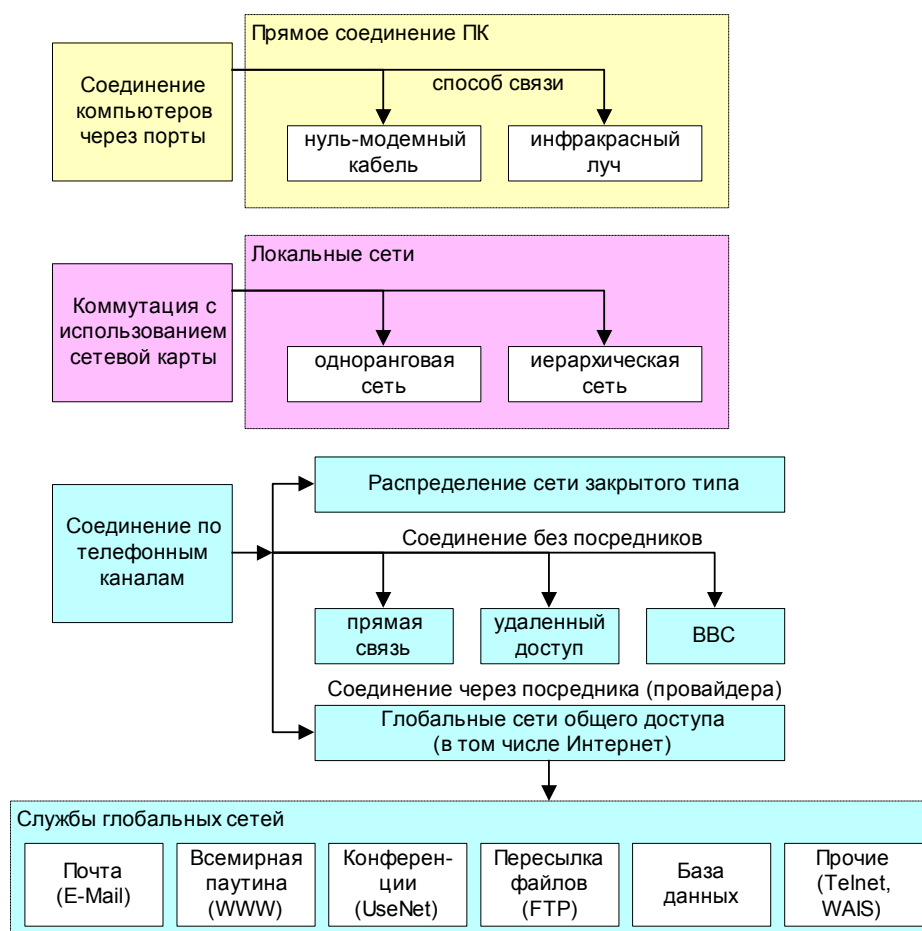 Прямое соединение ПК
Соединение
компьютеров
через порты
способ связи
нуль-модемный
кабель
инфракрасный
луч
Локальные сети
Коммутация с
использованием
сетевой карты
одноранговая
сеть
иерархическая
сеть
Распределение сети закрытого типа
Соединение по
телефонным
каналам
Соединение без посредников
прямая
связь
удаленный
доступ
BBC
Соединение через посредника (провайдера)
Глобальные сети общего доступа
(в том числе Интернет)
Службы глобальных сетей
Почта
(E-Mail)
Всемирная
паутина
(WWW)
Конферен-
ции
(UseNet)
Пересылка
файлов
(FTP)
База
данных
Прочие
(Telnet,
WAIS)